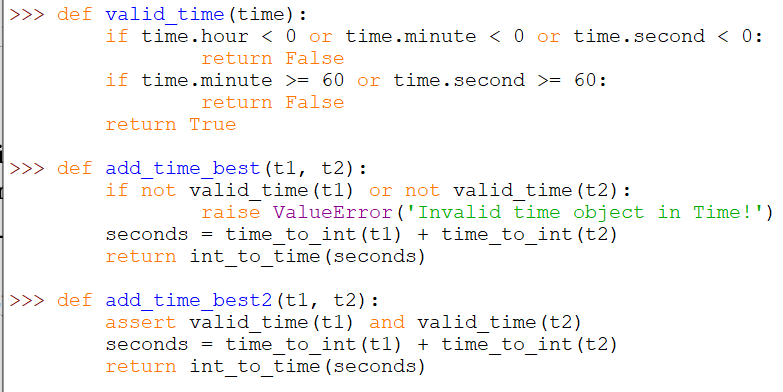 >>> def valid_time(time):
        if time.hour < 0 or time.minute < 0 or time.second < 0:
                return False
        if time.minute >= 60 or time.second >= 60:
                return False
        return True
>>> def add_time_best(t1, t2):
        if not valid_time(t1) or not valid_time(t2):
                raise ValueError('Invalid time object in Time!')
        seconds = time_to_int(t1) + time_to_int(t2)
        return int_to_time(seconds)
>>> def add_time_best2(t1, t2):
        assert valid_time(t1) and valid_time(t2)
        seconds = time_to_int(t1) + time_to_int(t2)
        return int_to_time(seconds)